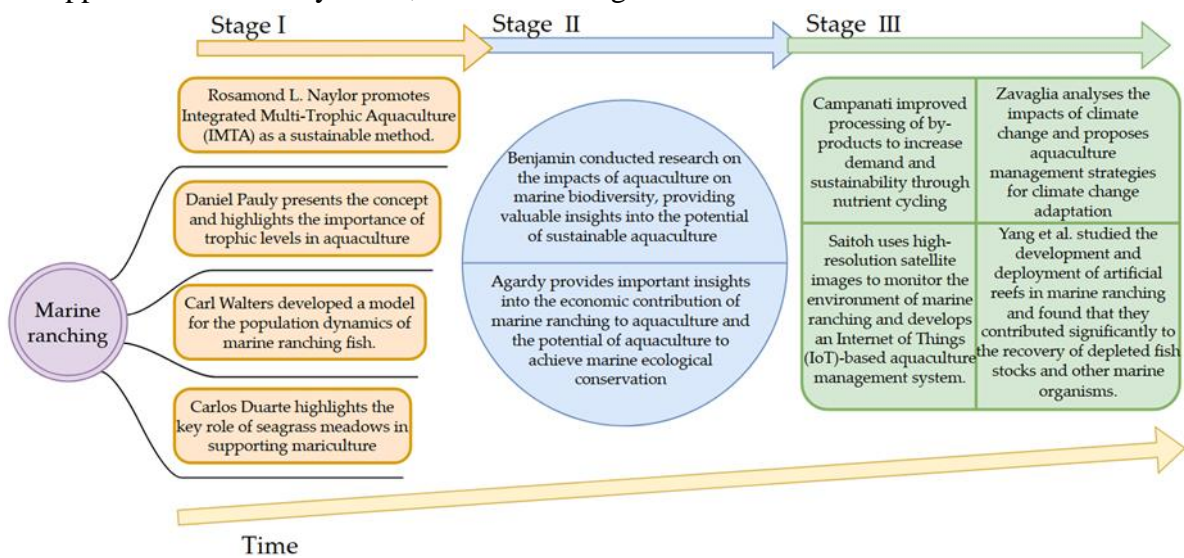 Stage I
Stage II
Stage III
Rosamond L. Naylor promotes
Integrated Multi-Trophic Aquaculture
(IMTA) as a sustainable method.
Daniel Pauly presents the concept
and highlights the importance of
trophic levels in aquaculture
Marine
ranching
Carl Walters developed a model
for the population dynamics of
marine ranching fish.
Carlos Duarte highlights the
key role of seagrass meadows in
supporting mariculture
Benjamin conducted research on
the impacts of aquaculture on
marine biodiversity, providing
valuable insights into the potential
of sustainable aquaculture
Agardy provides important insights
into the economic contribution of
marine ranching to aquaculture and
the potential of aquaculture to
achieve marine ecological
conservation
Campanati improved
processing of by-
products to increase
demand and
sustainability through
nutrient cycling
Zavaglia analyses the
impacts of climate
change and proposes
aquaculture
management strategies
for climate change
adaptation
Saitoh uses high-
resolution satellite
images to monitor the
environment of marine
ranching and develops
an Internet of Things
(IoT)-based aquaculture
management system.
Yang et al. studied the
development and
deployment of artificial
reefs in marine ranching
and found that they
contributed significantly to
the recovery of depleted fish
stocks and other marine
organisms.
Time